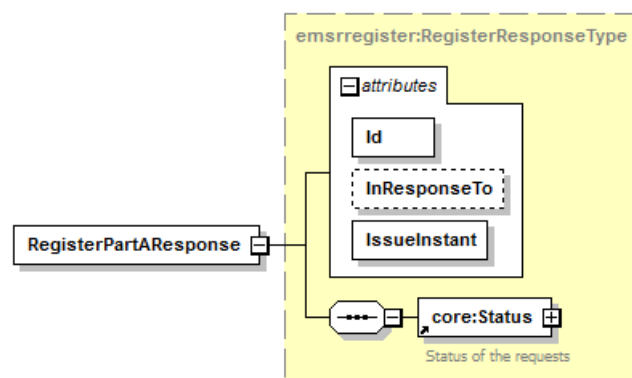 emsrregister:RegisterResponseType
attributes
Id
InResponseTo
IssueInstant
RegisterPartAResponse
core:Status
Status of the requests